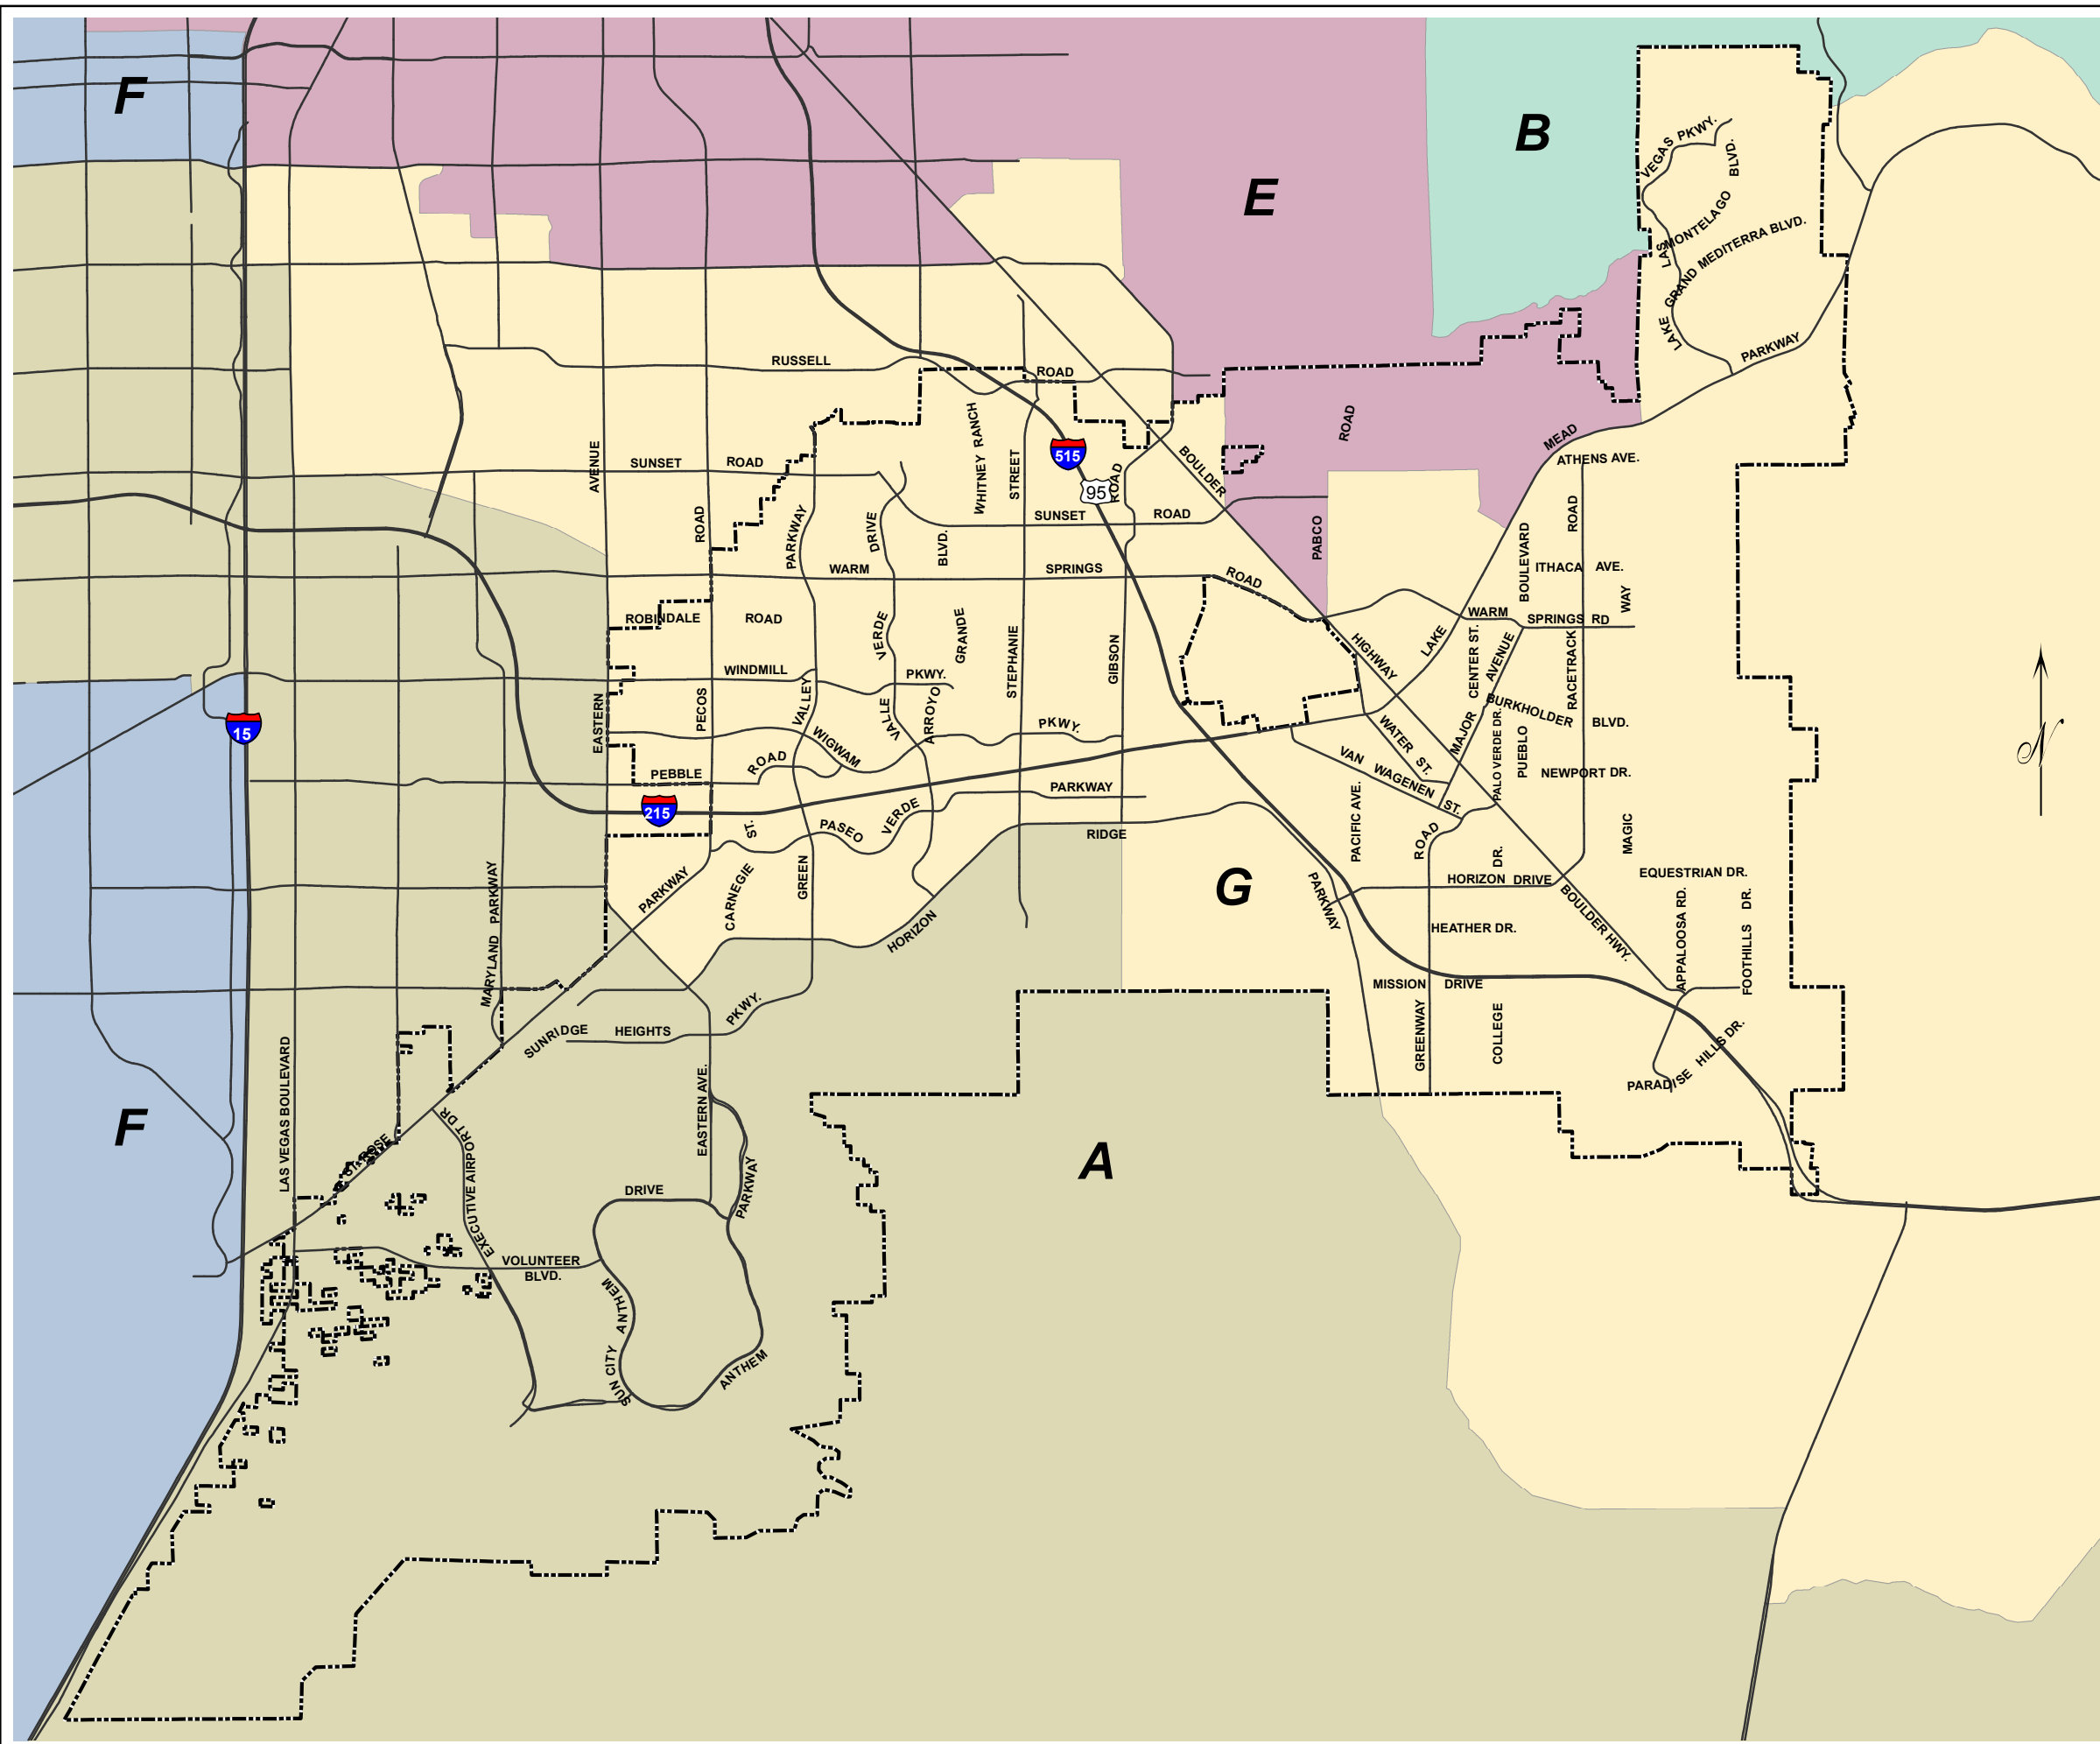 F
B
E
VEGAS PKWY.
BLVD.
MONTELAGO
LAS
GRAND MEDITERRA BLVD.
LAKE
PARKWAY
RUSSELL
ROAD
ROAD
MEAD
ATHENS AVE.
WHITNEY RANCH
STREET
515
95
ROAD
BOULDER
AVENUE
SUNSET
ROAD
ROAD
PARKWAY
DRIVE
BLVD.
SUNSET
ROAD
PABCO
BOULEVARD
ROAD
ITHACA AVE.
WAY
WARM
SPRINGS
ROAD
WARM
SPRINGS RD
ROBINDALE
ROAD
VERDE
GRANDE
STEPHANIE
GIBSON
HIGHWAY
LAKE
CENTER ST.
AVENUE
RACETRACK
WINDMILL
PKWY.
EASTERN
PECOS
VALLEY
VALLE
ARROYO
PKWY.
WIGWAM
15
BURKHOLDER
BLVD.
WATER
ST.
MAJOR
PALO VERDE DR.
PUEBLO
VAN WAGENEN
ST.
NEWPORT DR.
PEBBLE
ROAD
PARKWAY
215
ST.
PASEO
VERDE
RIDGE
PACIFIC AVE.
ROAD
MAGIC
PARKWAY
CARNEGIE
GREEN
G
PARKWAY
HORIZON DRIVE
DR.
EQUESTRIAN DR.
MARYLAND PARKWAY
HORIZON
HEATHER DR.
BOULDER HWY.
APPALOOSA RD.
FOOTHILLS DR.
MISSION DRIVE
PKWY.
SUNRIDGE
HEIGHTS
GREENWAY
COLLEGE
PARADISE HILLS DR.
F
LAS VEGAS BOULEVARD
ST. ROSE
EXECUTIVE AIRPORT DR
EASTERN AVE.
PARKWAY
A
DRIVE
VOLUNTEER
BLVD.
ANTHEM
SUN CITY
ANTHEM
N